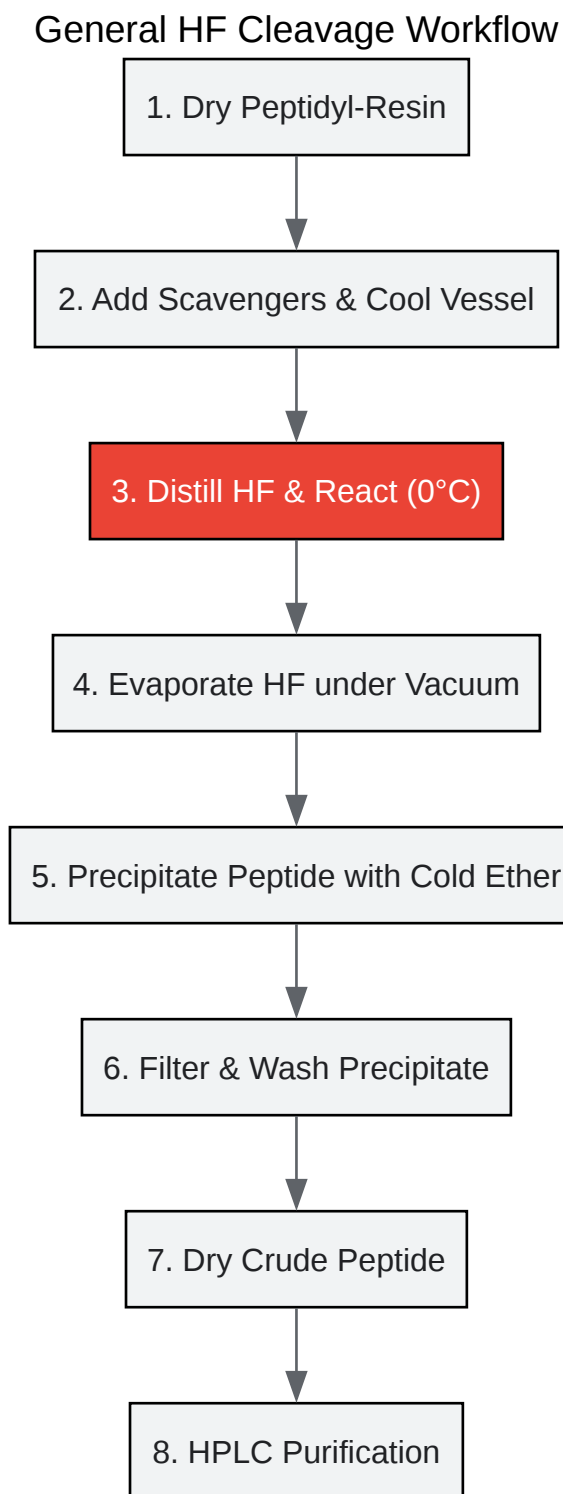 General HF Cleavage Workflow
1. Dry Peptidyl-Resin
2. Add Scavengers & Cool Vessel
3. Distill HF & React (0°C)
4. Evaporate HF under Vacuum
5. Precipitate Peptide with Cold Ether
6. Filter & Wash Precipitate
7. Dry Crude Peptide
8. HPLC Purification